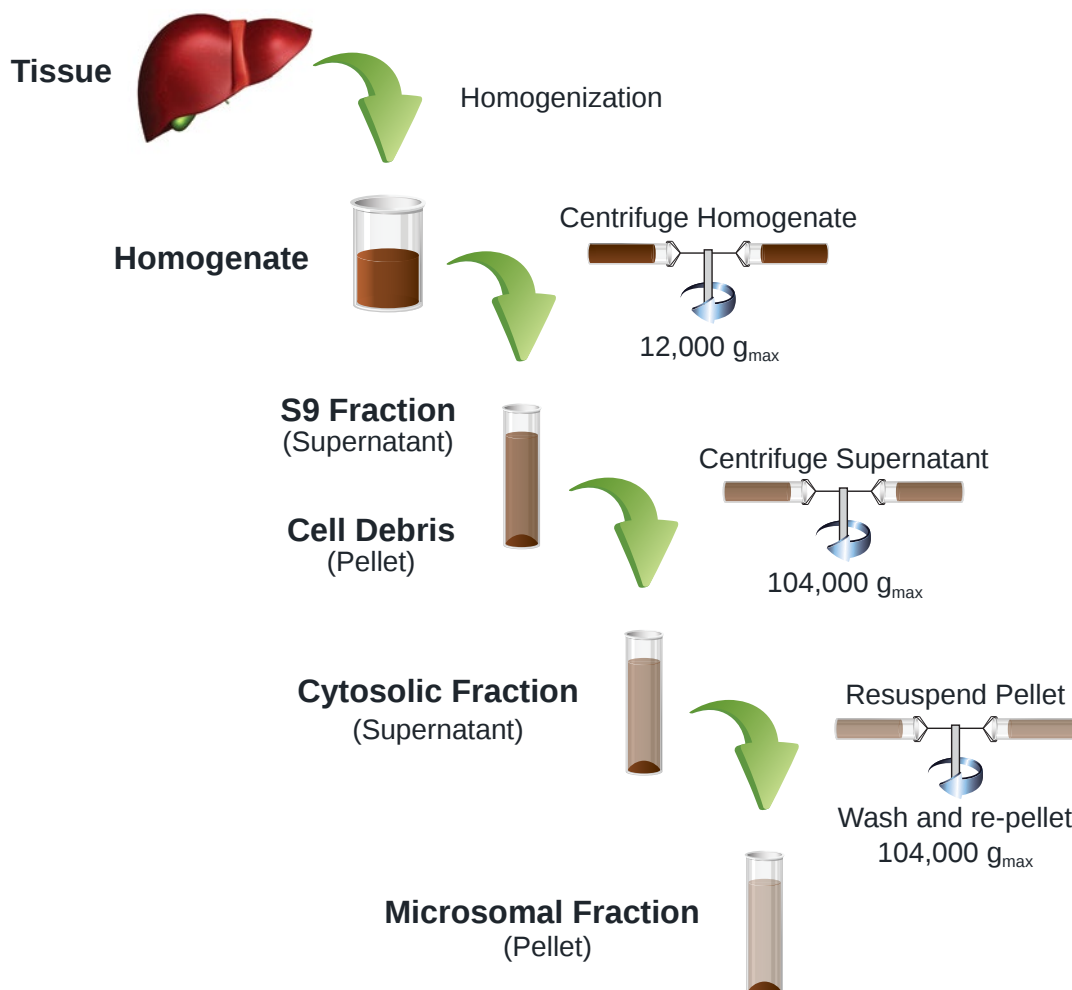 Tissue
Homogenization
Homogenate
Centrifuge Homogenate
12,000 gmax
S9 Fraction
(Supernatant)
Cell Debris
(Pellet)
Centrifuge Supernatant
104,000 gmax
Cytosolic Fraction
(Supernatant)
Resuspend Pellet
Wash and re-pellet
104,000 gmax
Microsomal Fraction
(Pellet)